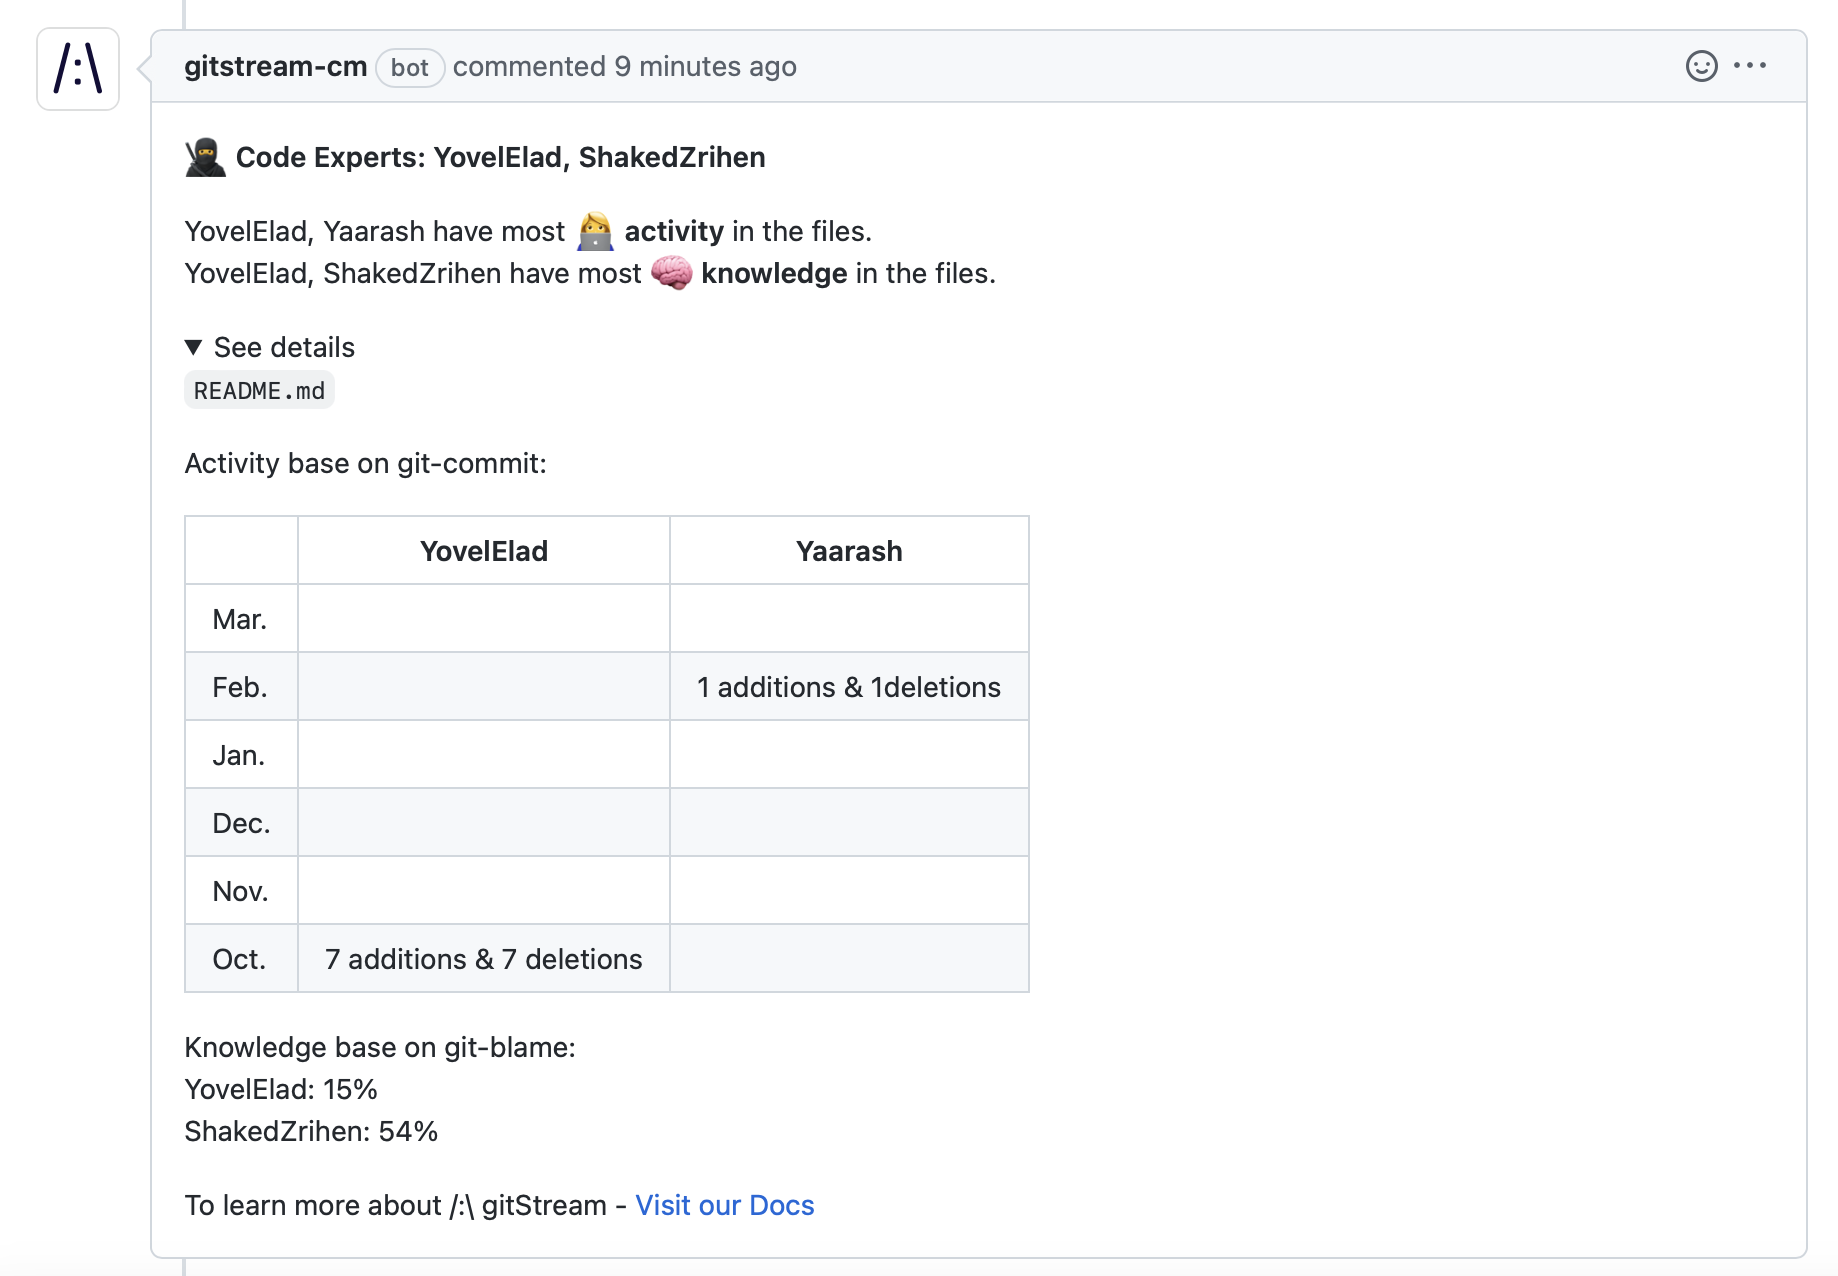 /:\
gitstream-cm bot commented 9 minutes ago
Code Experts: YovelElad, ShakedZrihen
YovelElad, Yaarash have most activity in the files.
YovelElad, ShakedZrihen have most knowledge in the files.
▼ See details
README.md
Activity base on git-commit:
YovelElad Yaarash
Mar.
Feb. 1 additions & 1deletions
Jan.
Dec.
Nov.
Oct. 7 additions & 7 deletions
Knowledge base on git-blame:
YovelElad: 15%
ShakedZrihen: 54%
To learn more about /:\ gitStream - Visit our Docs